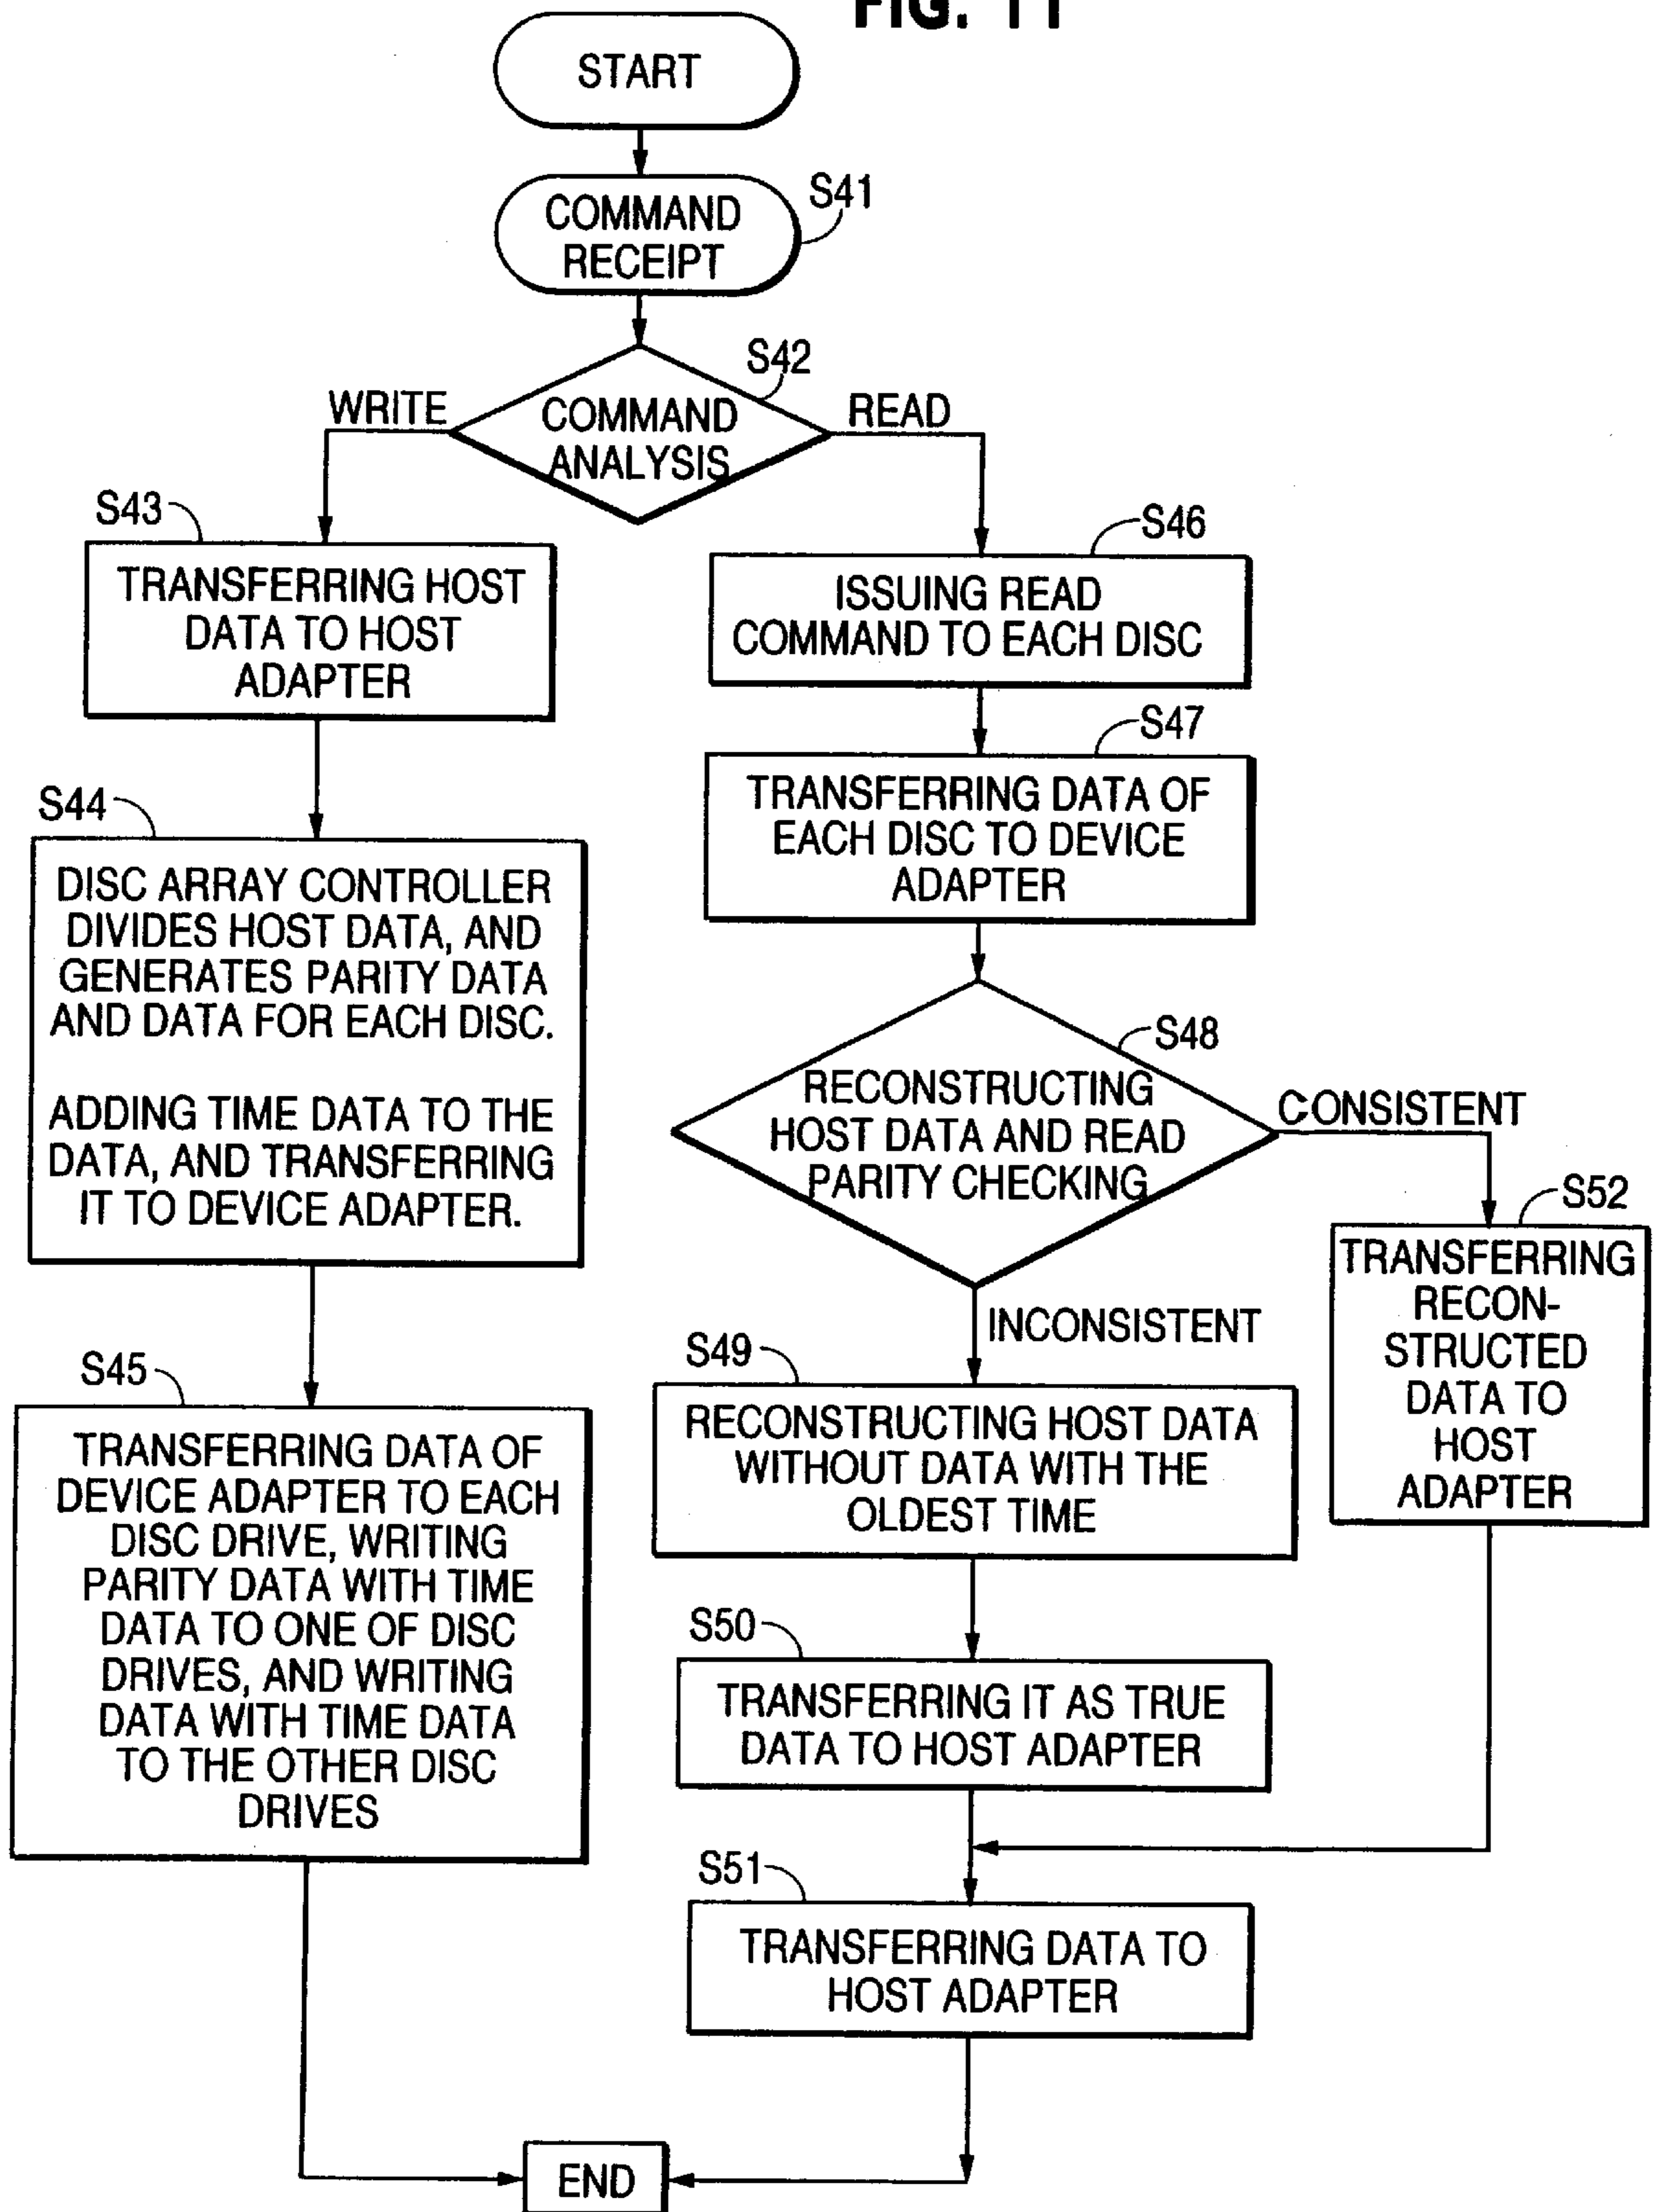 FIG. 11
START
COMMAND
RECEIPT
S41
S42
WRITE
COMMAND
ANALYSIS
READ
S43
TRANSFERRING HOST
DATA TO HOST
ADAPTER
S44
DISC ARRAY CONTROLLER
DIVIDES HOST DATA, AND
GENERATES PARITY DATA
AND DATA FOR EACH DISC.
ADDING TIME DATA TO THE
DATA, AND TRANSFERRING
IT TO DEVICE ADAPTER.
S45
TRANSFERRING DATA OF
DEVICE ADAPTER TO EACH
DISC DRIVE, WRITING
PARITY DATA WITH TIME
DATA TO ONE OF DISC
DRIVES, AND WRITING
DATA WITH TIME DATA
TO THE OTHER DISC
DRIVES
S46
ISSUING READ
COMMAND TO EACH DISC
S47
TRANSFERRING DATA OF
EACH DISC TO DEVICE
ADAPTER
S48
RECONSTRUCTING
HOST DATA AND READ
PARITY CHECKING
CONSISTENT
INCONSISTENT
S52
TRANSFERRING
RECON-
STRUCTED
DATA TO
HOST
ADAPTER
S49
RECONSTRUCTING HOST DATA
WITHOUT DATA WITH THE
OLDEST TIME
S50
TRANSFERRING IT AS TRUE
DATA TO HOST ADAPTER
S51
TRANSFERRING DATA TO
HOST ADAPTER
END